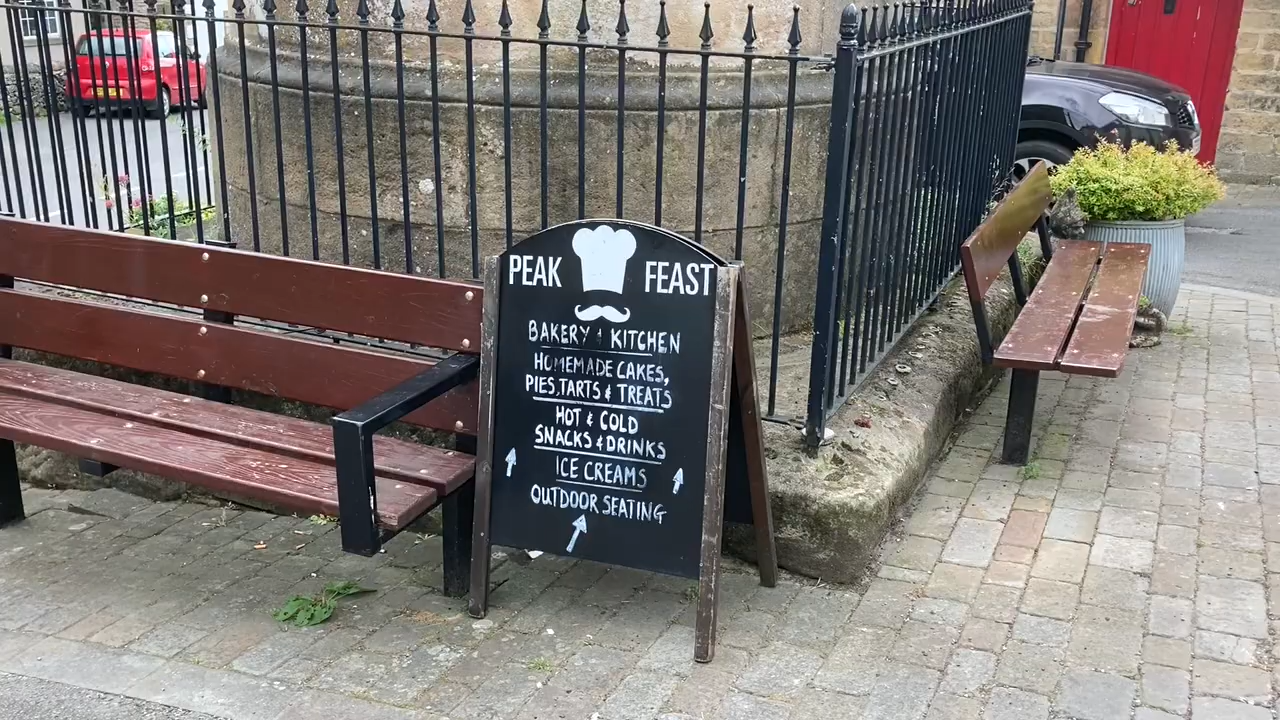 PEAK FEAST
BAKERY & KITCHEN
HOMEMADE CAKES,
PIES, TARTS & TREATS
HOT & COLD
SNACKS & DRINKS
ICE CREAMS
OUTDOOR SEATING